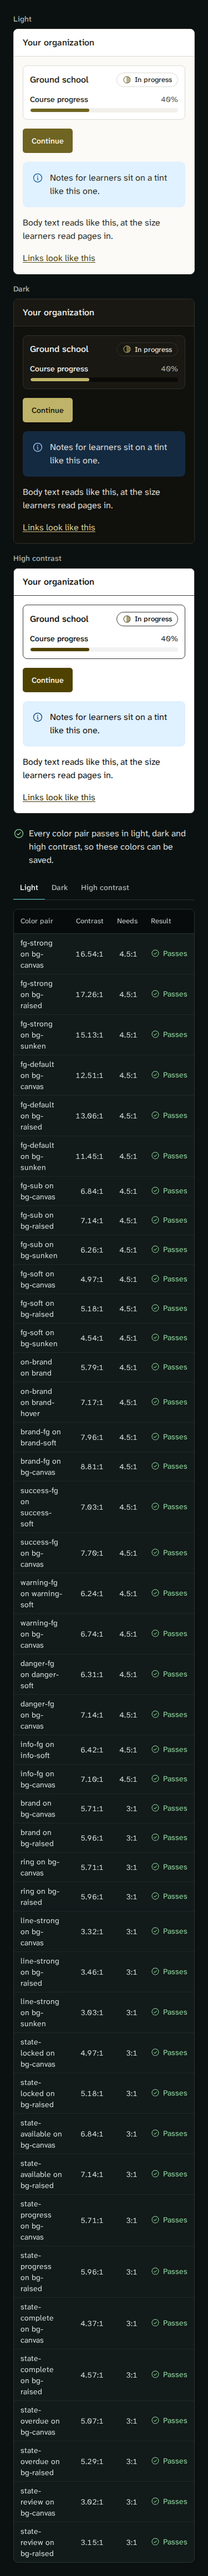 Light
Your organization
Ground school
In progress
Course progress
40%
Continue
Notes for learners sit on a tint
like this one.
Body text reads like this, at the size
learners read pages in.
Links look like this
Dark
Your organization
Ground school
In progress
Course progress
40%
Continue
Notes for learners sit on a tint
like this one.
Body text reads like this, at the size
learners read pages in.
Links look like this
High contrast
Your organization
Ground school
In progress
Course progress
40%
Continue
Notes for learners sit on a tint
like this one.
Body text reads like this, at the size
learners read pages in.
Links look like this
Every color pair passes in light, dark and
high contrast, so these colors can be
saved.
Light Dark High contrast
Color pair Contrast Needs Result
fg-strong
on bg-
canvas
16.54:1 4.5:1 Passes
fg-strong
on bg-
raised
17.26:1 4.5:1 Passes
fg-strong
on bg-
sunken
15.13:1 4.5:1 Passes
fg-default
on bg-
canvas
12.51:1 4.5:1 Passes
fg-default
on bg-
raised
13.06:1 4.5:1 Passes
fg-default
on bg-
sunken
11.45:1 4.5:1 Passes
fg-sub on
bg-canvas
6.84:1 4.5:1 Passes
fg-sub on
bg-raised
7.14:1 4.5:1 Passes
fg-sub on
bg-sunken
6.26:1 4.5:1 Passes
fg-soft on
bg-canvas
4.97:1 4.5:1 Passes
fg-soft on
bg-raised
5.18:1 4.5:1 Passes
fg-soft on
bg-sunken
4.54:1 4.5:1 Passes
on-brand
on brand
5.79:1 4.5:1 Passes
on-brand
on brand-
hover
7.17:1 4.5:1 Passes
brand-fg on
brand-soft
7.96:1 4.5:1 Passes
brand-fg on
bg-canvas
8.81:1 4.5:1 Passes
success-fg
on
success-
soft
7.03:1 4.5:1 Passes
success-fg
on bg-
canvas
7.70:1 4.5:1 Passes
warning-fg
on warning-
soft
6.24:1 4.5:1 Passes
warning-fg
on bg-
canvas
6.74:1 4.5:1 Passes
danger-fg
on danger-
soft
6.31:1 4.5:1 Passes
danger-fg
on bg-
canvas
7.14:1 4.5:1 Passes
info-fg on
info-soft
6.42:1 4.5:1 Passes
info-fg on
bg-canvas
7.10:1 4.5:1 Passes
brand on
bg-canvas
5.71:1 3:1 Passes
brand on
bg-raised
5.96:1 3:1 Passes
ring on bg-
canvas
5.71:1 3:1 Passes
ring on bg-
raised
5.96:1 3:1 Passes
line-strong
on bg-
canvas
3.32:1 3:1 Passes
line-strong
on bg-
raised
3.46:1 3:1 Passes
line-strong
on bg-
sunken
3.03:1 3:1 Passes
state-
locked on
bg-canvas
4.97:1 3:1 Passes
state-
locked on
bg-raised
5.18:1 3:1 Passes
state-
available on
bg-canvas
6.84:1 3:1 Passes
state-
available on
bg-raised
7.14:1 3:1 Passes
state-
progress
on bg-
canvas
5.71:1 3:1 Passes
state-
progress
on bg-
raised
5.96:1 3:1 Passes
state-
complete
on bg-
canvas
4.37:1 3:1 Passes
state-
complete
on bg-
raised
4.57:1 3:1 Passes
state-
overdue on
bg-canvas
5.07:1 3:1 Passes
state-
overdue on
bg-raised
5.29:1 3:1 Passes
state-
review on
bg-canvas
3.02:1 3:1 Passes
state-
review on
bg-raised
3.15:1 3:1 Passes